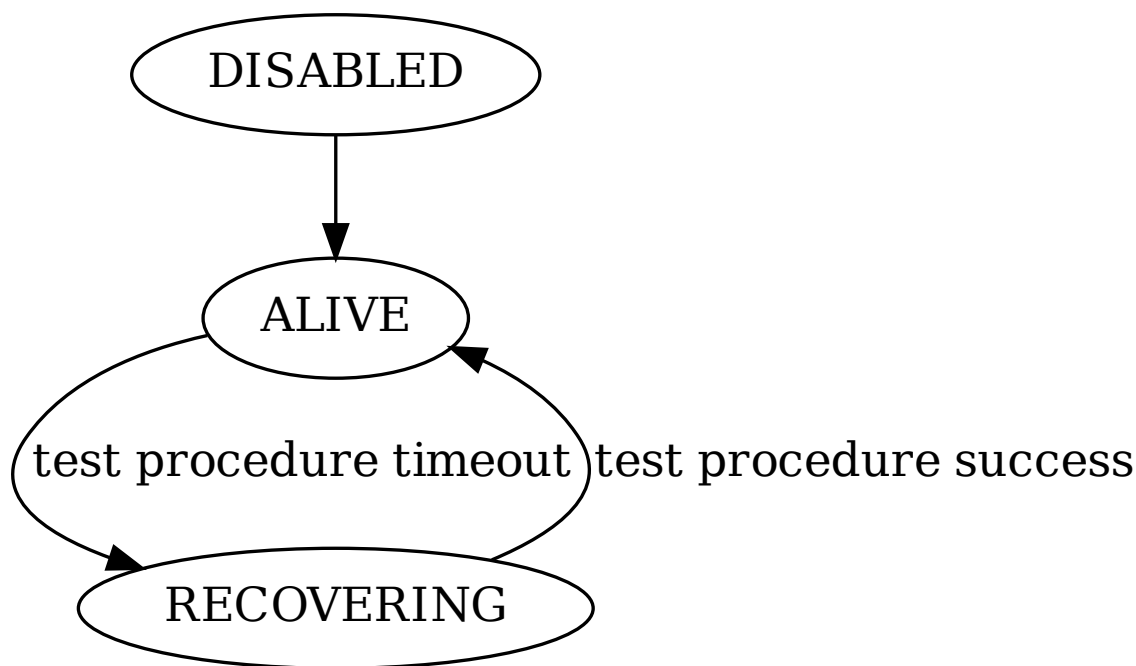 DISABLED
ALIVE
test procedure timeout
test procedure success
RECOVERING